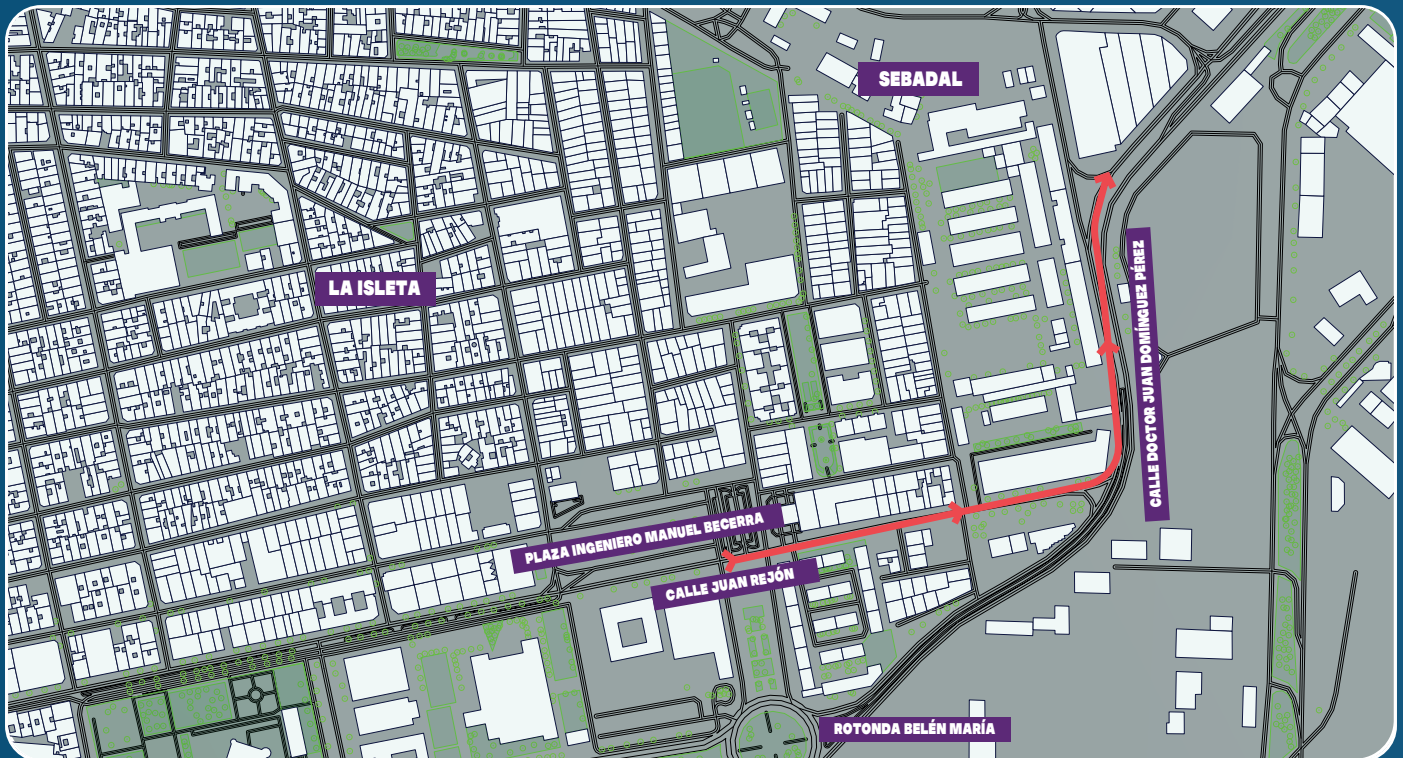 SEBADAL
LA ISLETA
CALLE DOCTOR JUAN DOMÍNGUEZ PÉREZ
PLAZA INGENIERO MANUEL BECERRA
CALLE JUAN REJÓN
ROTONDA BELÉN MARÍA